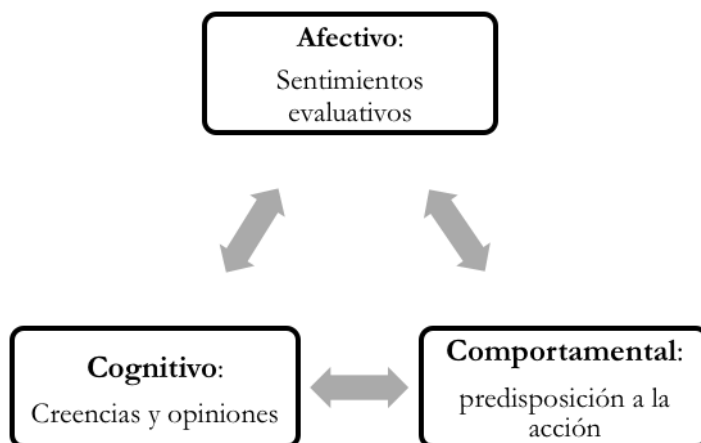 Afectivo:
Sentimientos
evaluativos
Cognitivo:
Creencias y opiniones
Comportamental:
predisposición a la
acción